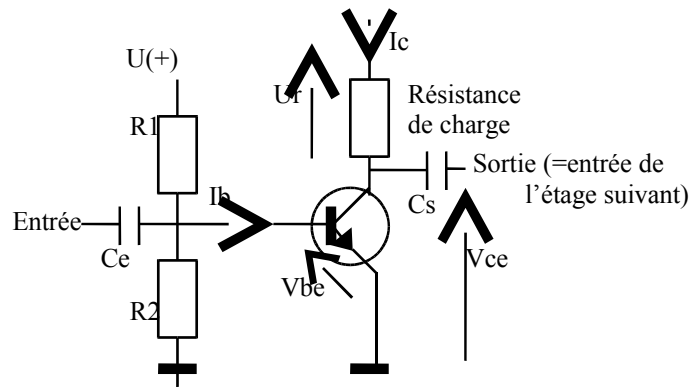 Ic
U(+)
Ur
Résistance
de charge
R1
Sortie (=entrée de
l’étage suivant)
Ib
Cs
Entrée
Ce
Vce
Vbe
R2